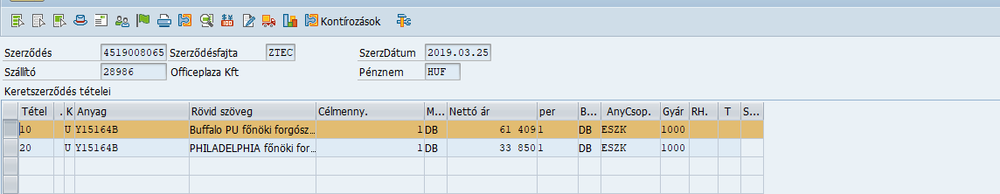 Kontírozások
Szerződés 4519008065 Szerződésfajta ZTEC SzerzDátum 2019.03.25
Szállító 28986 Officeplaza Kft Pénznem HUF
Keretszerződés tételei
Tétel . K Anyag Rövid szöveg Célmenny. M... Nettó ár per B... AnyCsop. Gyár RH. T S...
10 U Y15164B Buffalo PU főnöki forgósz... 1 DB 61 409 1 DB ESZK 1000
20 U Y15164B PHILADELPHIA főnöki for... 1 DB 33 850 1 DB ESZK 1000